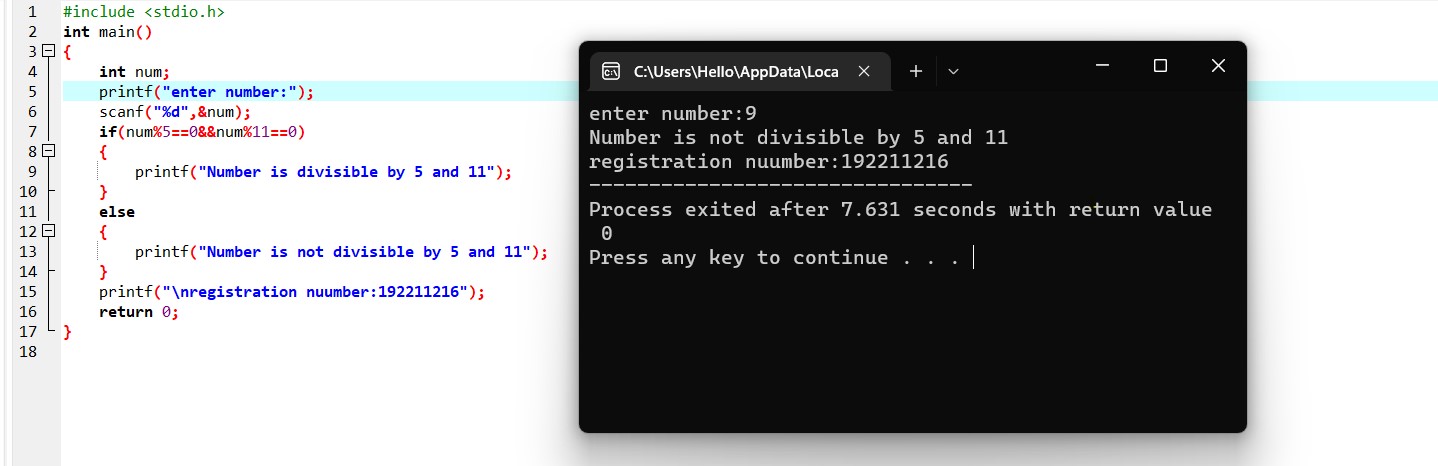 1 #include <stdio.h>
2 int main()
3 {
4 int num;
5 printf("enter number:");
6 scanf("%d",&num);
7 if(num%5==0&&num%11==0)
8 {
9 printf("Number is divisible by 5 and 11");
10 }
11 else
12 {
13 printf("Number is not divisible by 5 and 11");
14 }
15 printf("\nregistration nuumber:192211216");
16 return 0;
17 }
18
C:\Users\Hello\AppData\Loca
enter number:9
Number is not divisible by 5 and 11
registration nuumber:192211216
--------------------------------
Process exited after 7.631 seconds with return value
0
Press any key to continue . . .